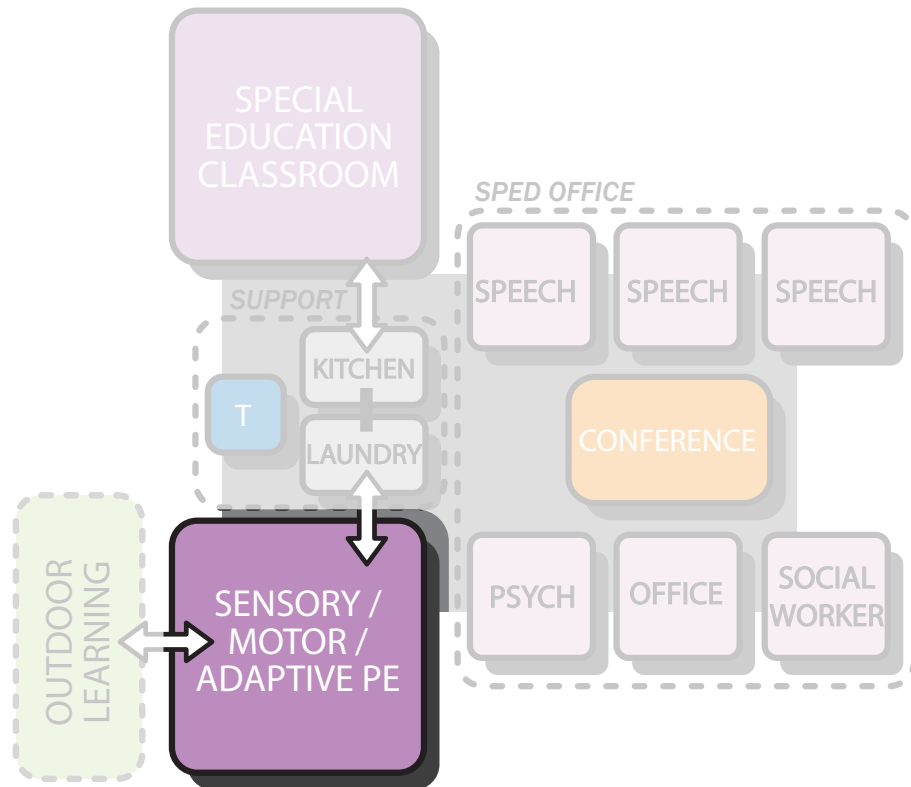 SPECIAL
EDUCATION
CLASSROOM
SPED OFFICE
SPEECH
SPEECH
SPEECH
SUPPORT
KITCHEN
T
LAUNDRY
CONFERENCE
OUTDOOR
LEARNING
SENSORY /
MOTOR /
ADAPTIVE PE
PSYCH
OFFICE
SOCIAL
WORKER